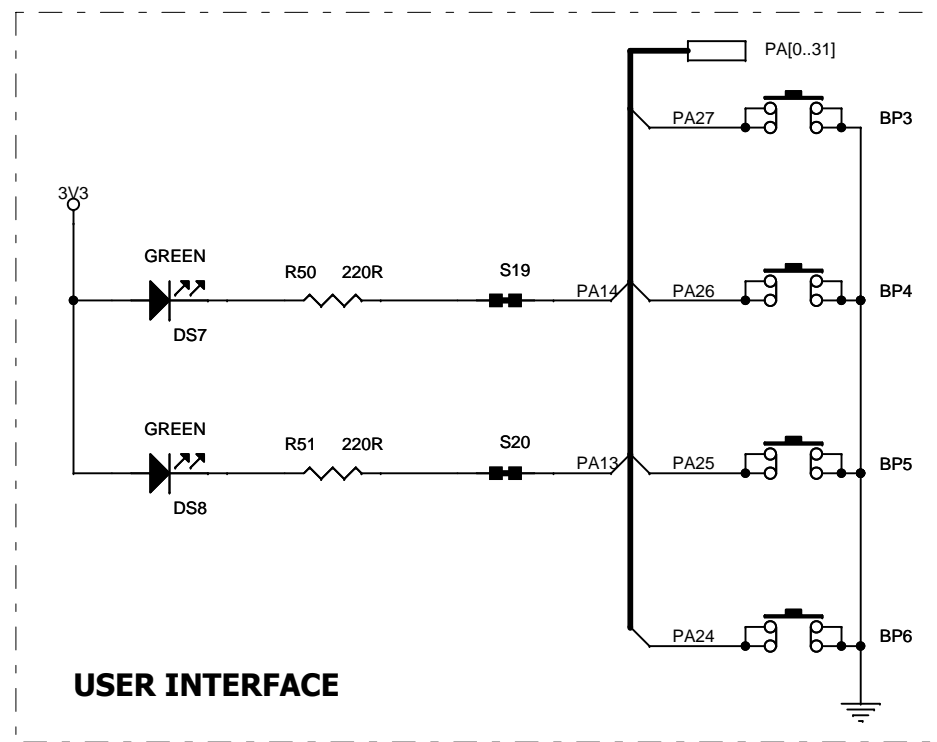 PA[0..31]
PA27 BP3
3V3
GREEN
R50 220R S19
PA14 PA26 BP4
DS7
GREEN
R51 220R S20
PA13 PA25 BP5
DS8
PA24 BP6
USER INTERFACE